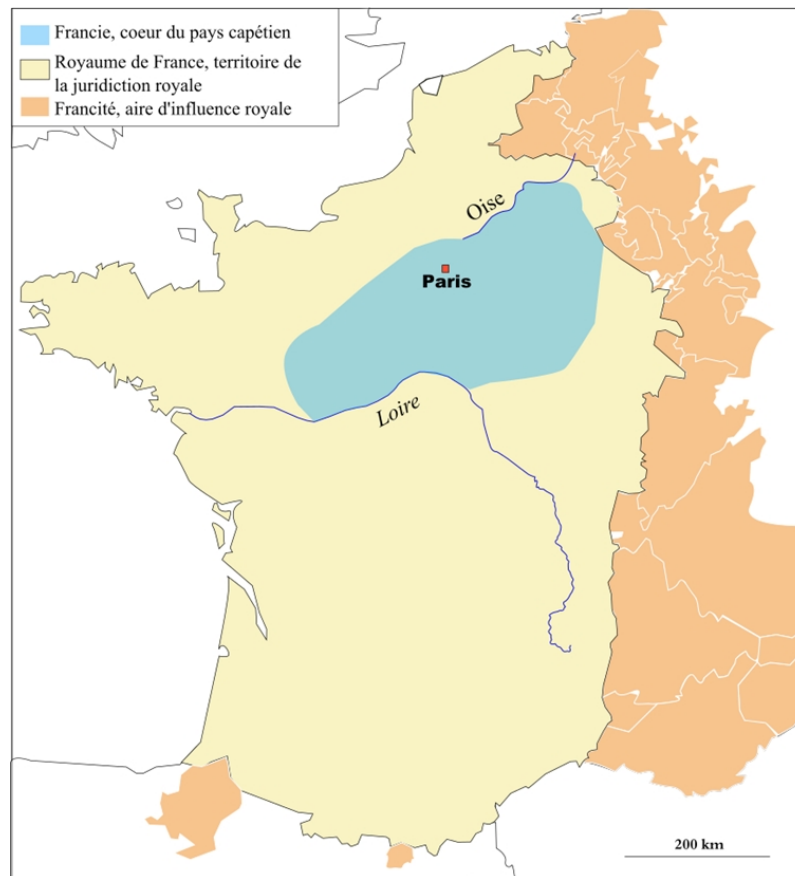 Francie, coeur du pays capétien
Royaume de France, territoire de
la juridiction royale
Francité, aire d'influence royale
Oise
Paris
Loire
200 km